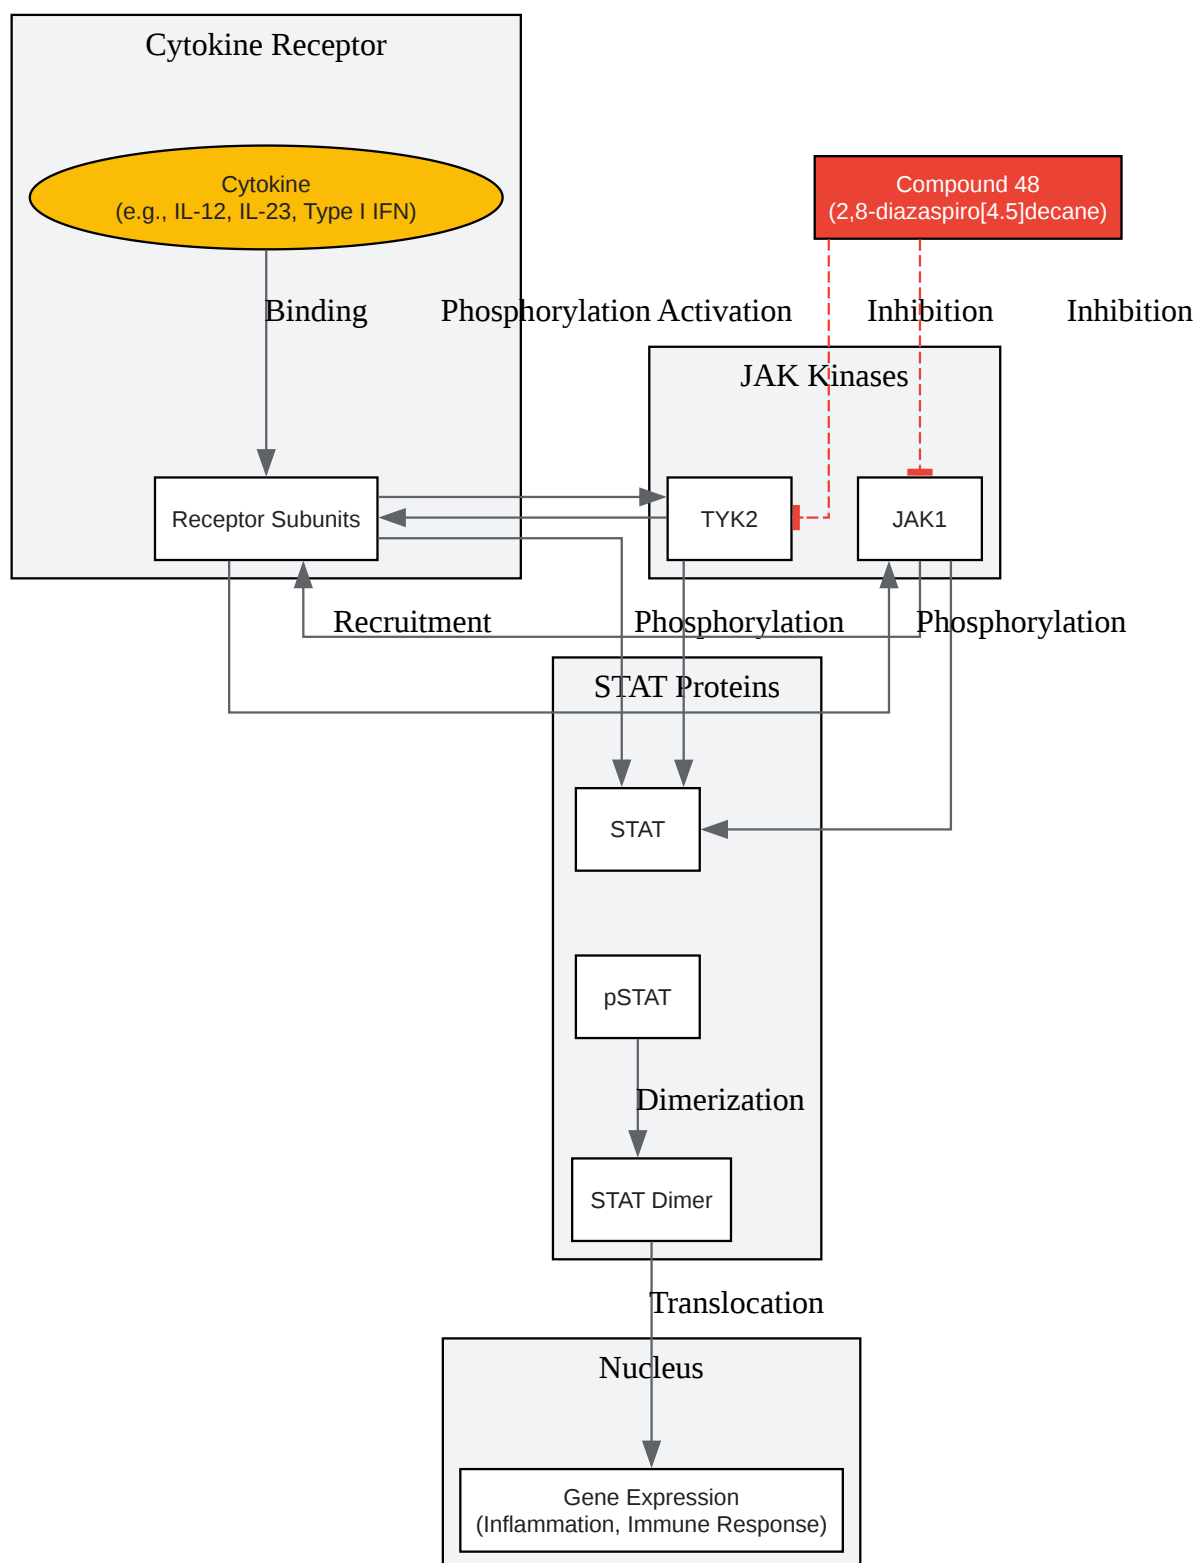 Cytokine Receptor
Cytokine
(e.g., IL-12, IL-23, Type I IFN)
Compound 48
(2,8-diazaspiro[4.5]decane)
Binding
Phosphorylation
Activation
Inhibition
Inhibition
JAK Kinases
Receptor Subunits
TYK2
JAK1
Recruitment
Phosphorylation
Phosphorylation
STAT Proteins
STAT
pSTAT
Dimerization
STAT Dimer
Translocation
Nucleus
Gene Expression
(Inflammation, Immune Response)